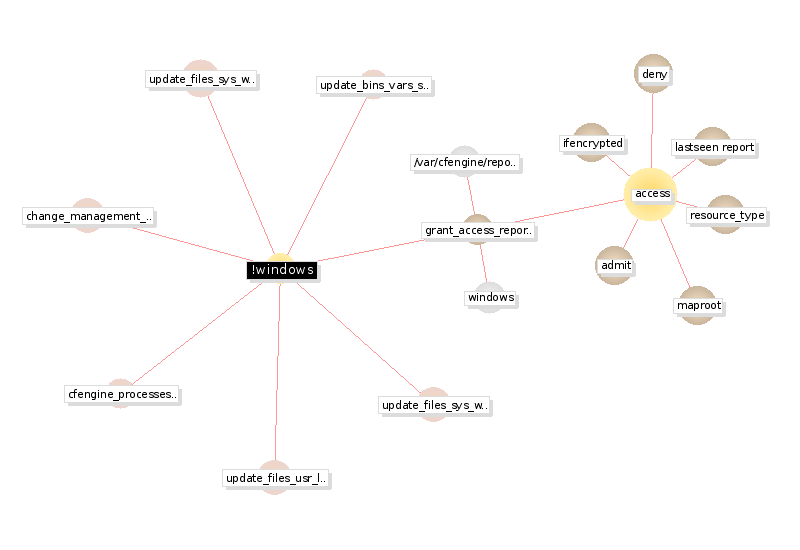 deny
update_files_sys_w..
update_bins_vars_s..
ifencrypted
lastseen report
/var/cfengine/repo..
access
change_management_..
resource_type
grant_access_repor..
admit
!windows
windows
maproot
cfengine_processes..
update_files_sys_w..
update_files_usr_l..